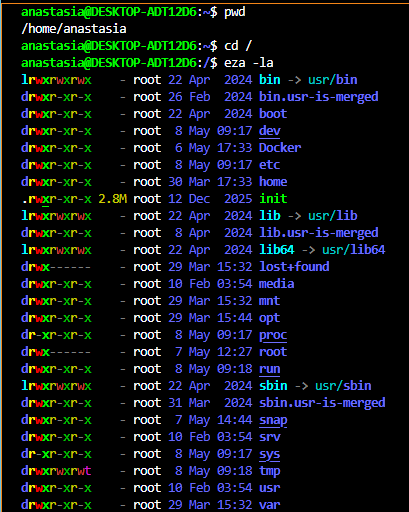 anastasia@DESKTOP-ADT12D6:~$ pwd
/home/anastasia
anastasia@DESKTOP-ADT12D6:~$ cd /
anastasia@DESKTOP-ADT12D6:/$ eza -la
lrwxrwxrwx    - root 22 Apr  2024 bin -> usr/bin
drwxr-xr-x    - root 26 Feb  2024 bin.usr-is-merged
drwxr-xr-x    - root 22 Apr  2024 boot
drwxr-xr-x    - root  8 May 09:17 dev
drwxr-xr-x    - root  6 May 17:33 Docker
drwxr-xr-x    - root  8 May 09:17 etc
drwxr-xr-x    - root 30 Mar 17:33 home
.rwxr-xr-x 2.8M root 12 Dec  2025 init
lrwxrwxrwx    - root 22 Apr  2024 lib -> usr/lib
drwxr-xr-x    - root  8 Apr  2024 lib.usr-is-merged
lrwxrwxrwx    - root 22 Apr  2024 lib64 -> usr/lib64
drwx------    - root 29 Mar 15:32 lost+found
drwxr-xr-x    - root 10 Feb 03:54 media
drwxr-xr-x    - root 29 Mar 15:32 mnt
drwxr-xr-x    - root 29 Mar 15:44 opt
dr-xr-xr-x    - root  8 May 09:17 proc
drwx------    - root  7 May 12:27 root
drwxr-xr-x    - root  8 May 09:18 run
lrwxrwxrwx    - root 22 Apr  2024 sbin -> usr/sbin
drwxr-xr-x    - root 31 Mar  2024 sbin.usr-is-merged
drwxr-xr-x    - root  7 May 14:44 snap
drwxr-xr-x    - root 10 Feb 03:54 srv
dr-xr-xr-x    - root  8 May 09:17 sys
drwxrwxrwt    - root  8 May 09:18 tmp
drwxr-xr-x    - root 10 Feb 03:54 usr
drwxr-xr-x    - root 29 Mar 15:32 var